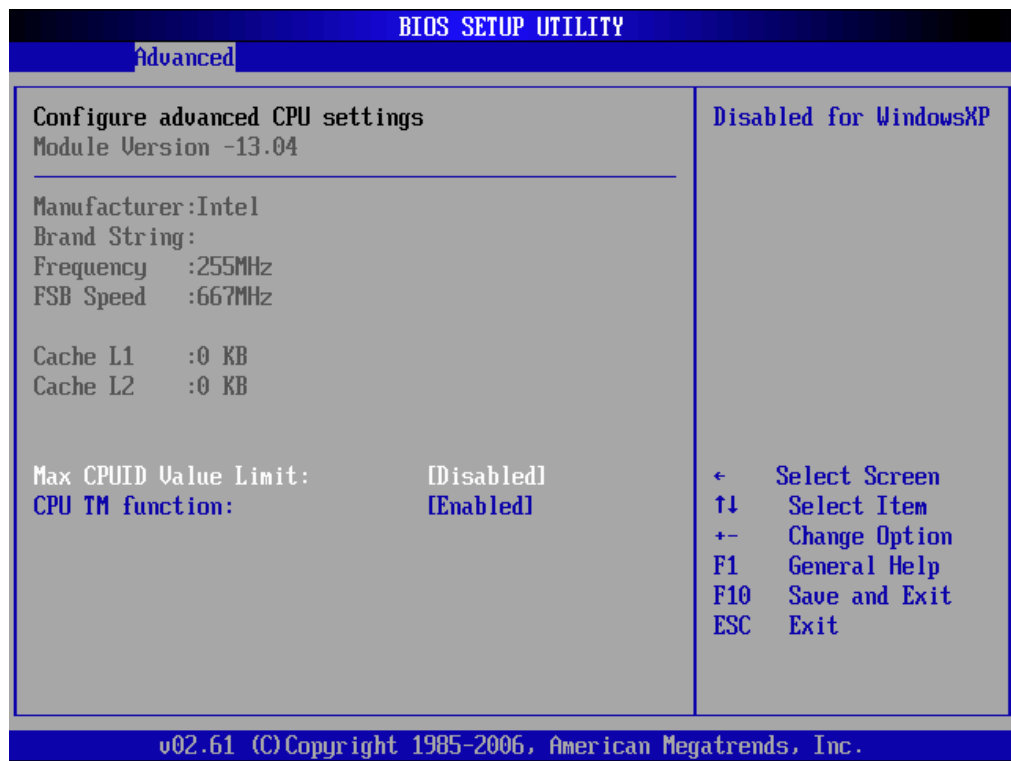 BIOS SETUP UTILITY
Advanced
Configure advanced CPU settings
Module Version -13.04
Manufacturer:Intel
Brand String:
Frequency :255MHz
FSB Speed :667MHz
Cache L1 :0 KB
Cache L2 :0 KB
Max CPUID Value Limit: [Disabled]
CPU TM function: [Enabled]
Disabled for WindowsXP
← Select Screen
↑↓ Select Item
+- Change Option
F1 General Help
F10 Save and Exit
ESC Exit
v02.61 (C)Copyright 1985-2006, American Megatrends, Inc.